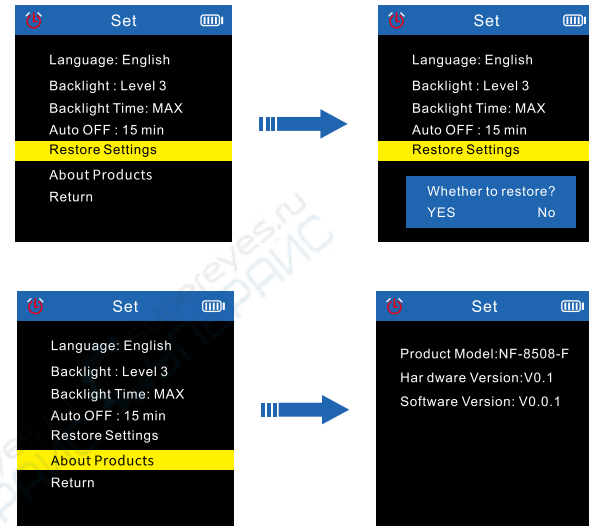 Set
Language: English
Backlight : Level 3
Backlight Time: MAX
Auto OFF : 15 min
Restore Settings
About Products
Return
Set
Language: English
Backlight : Level 3
Backlight Time: MAX
Auto OFF : 15 min
Restore Settings
Whether to restore?
YES No
Set
Language: English
Backlight : Level 3
Backlight Time: MAX
Auto OFF : 15 min
Restore Settings
About Products
Return
Set
Product Model:NF-8508-F
Har dware Version:V0.1
Software Version: V0.0.1
supereyes.ru
СУПЕРАЙС